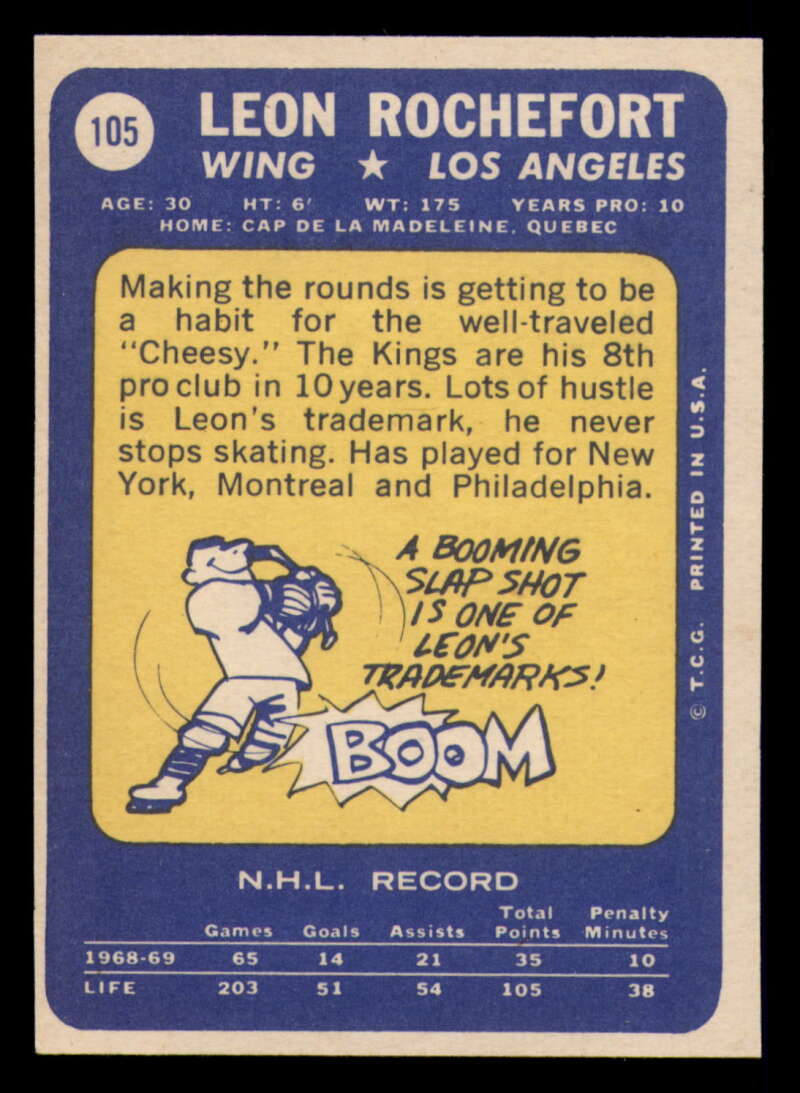 105
LEON ROCHEFORT
WING ★ LOS ANGELES
AGE: 30 HT: 6' WT: 175 YEARS PRO: 10
HOME: CAP DE LA MADELEINE, QUEBEC
Making the rounds is getting to be
a habit for the well-traveled
"Cheesy." The Kings are his 8th
pro club in 10 years. Lots of hustle
is Leon's trademark, he never
stops skating. Has played for New
York, Montreal and Philadelphia.
A BOOMING
SLAP SHOT
IS ONE OF
LEON'S
TRADEMARKS!
BOOM
© T.C.G. PRINTED IN U.S.A.
N.H.L. RECORD
Games Goals Assists Total Points Penalty Minutes
1968-69 65 14 21 35 10
LIFE 203 51 54 105 38